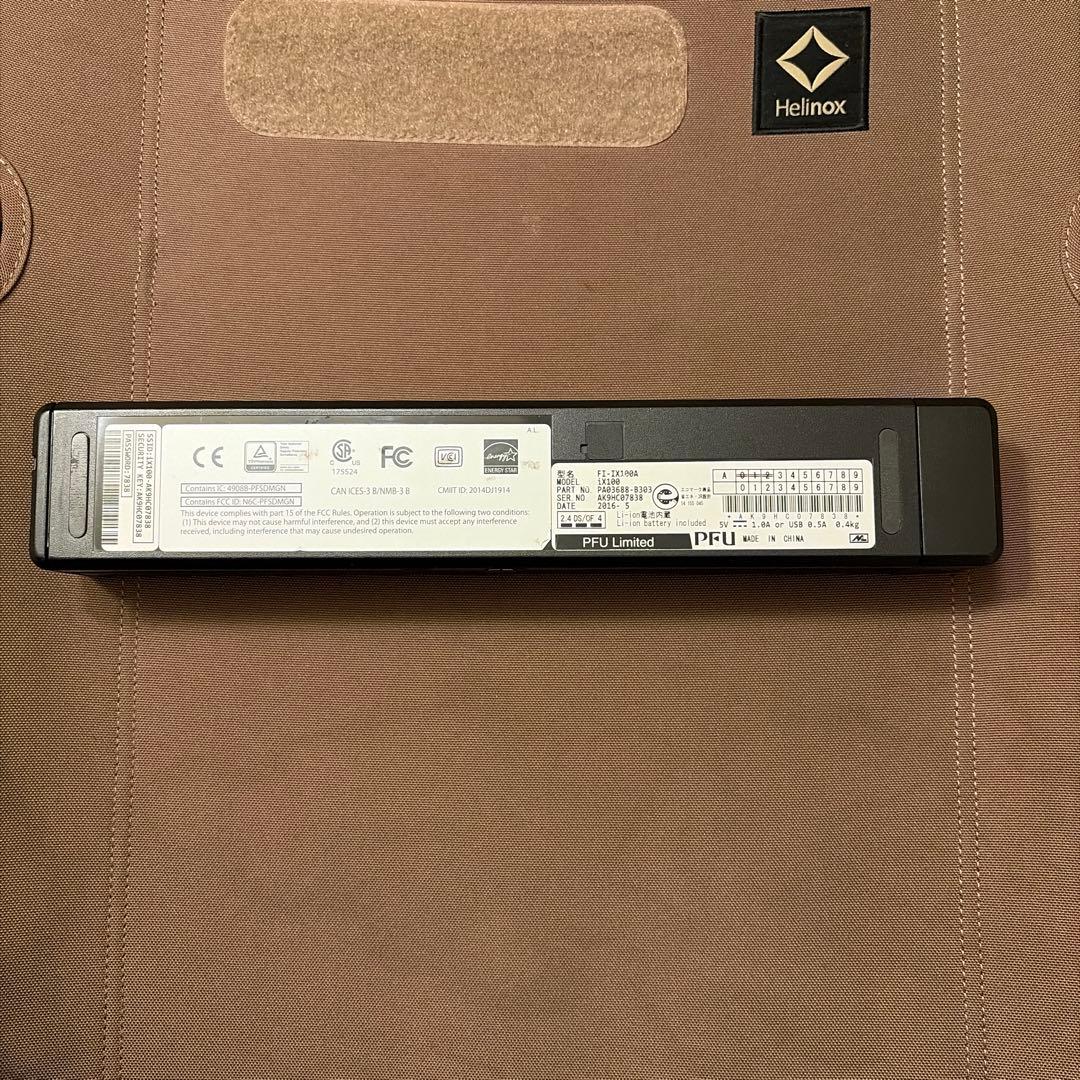 Helinox
A.L.
SSID:iX100-AK9HC07838
SECURITY KEY:AK9HC07838
PASSWORD:7838
CE
CERTIFIED
SA
C US
175524
FC
VCI
energy
ENERGY STAR
Contains IC: 4908B-PFSDMGN
Contains FCC ID: N6C-PFSDMGN
CAN ICES-3 B/NMB-3 B
CMIIT ID: 2014DJ1914
This device complies with part 15 of the FCC Rules. Operation is subject to the following two conditions:
(1) This device may not cause harmful interference, and (2) this device must accept any interference
received, including interference that may cause undesired operation.
型名 FI-IX100A
MODEL iX100
PART NO. PA03688-B303
SER.NO AK9HC07838
DATE 2016- 5
A 0 1 2 3 4 5 6 7 8 9
0 1 2 3 4 5 6 7 8 9
*AK9HC07838*
2.4 DS/OF 4
Li-ion電池内蔵
Li-ion battery included
5V 1.0A or USB 0.5A 0.4kg
PFU Limited
PFU MADE IN CHINA